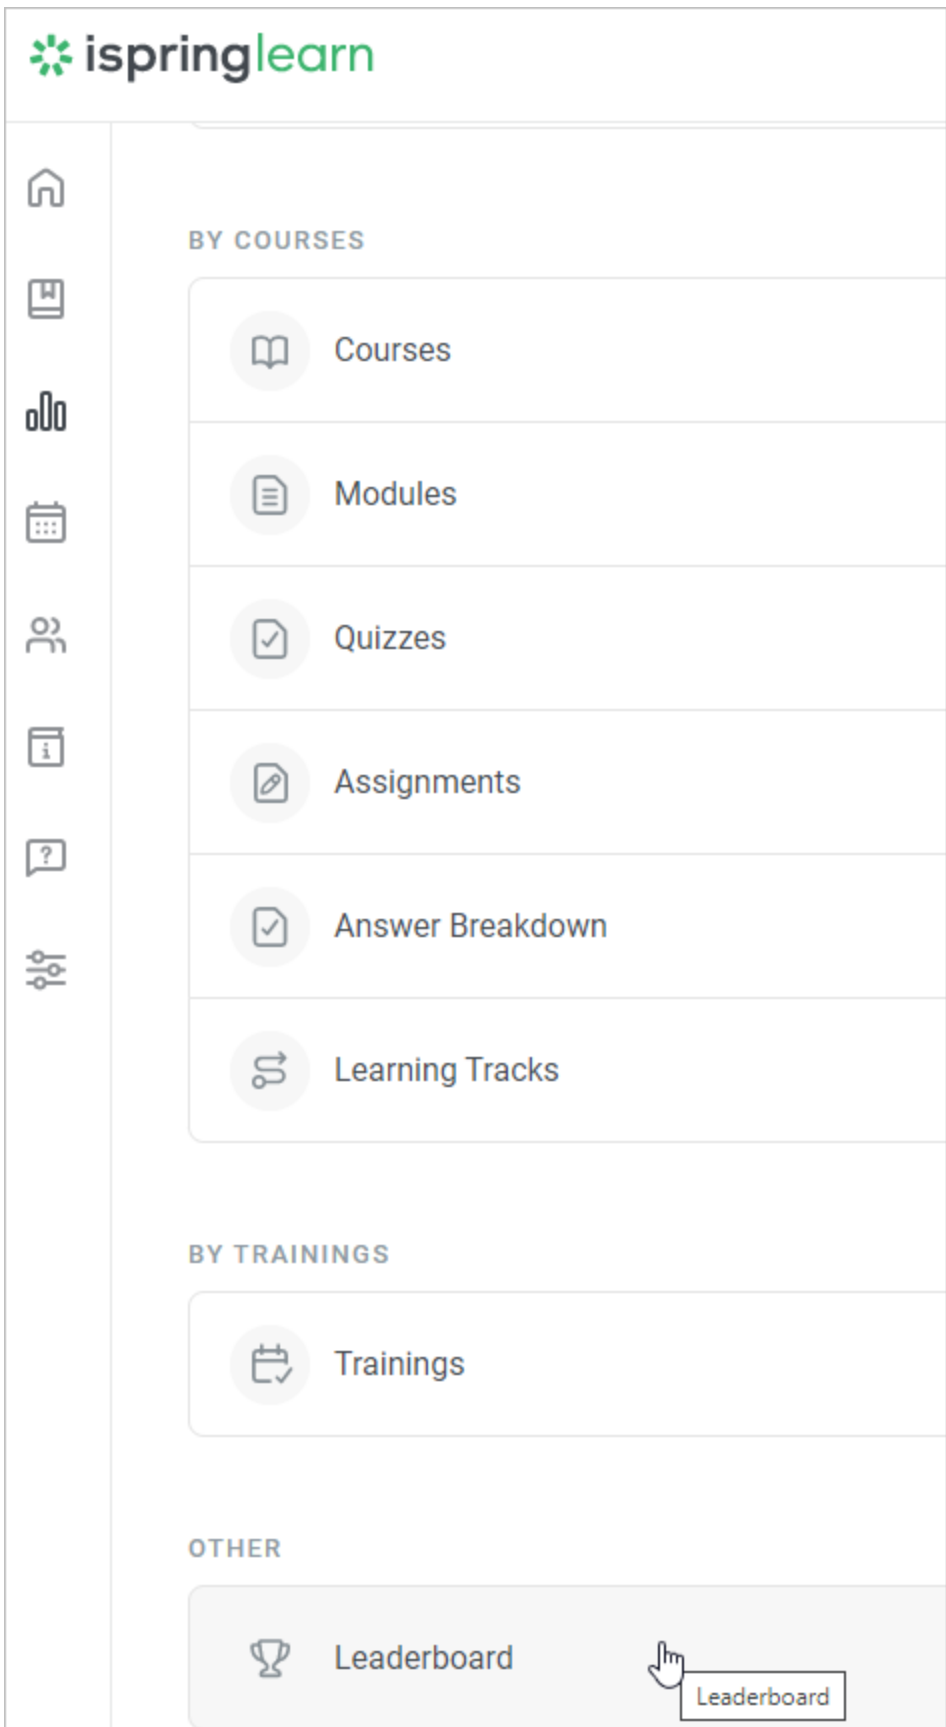 ispringlearn
BY COURSES
Courses
Modules
Quizzes
Assignments
Answer Breakdown
Learning Tracks
BY TRAININGS
Trainings
OTHER
Leaderboard
Leaderboard